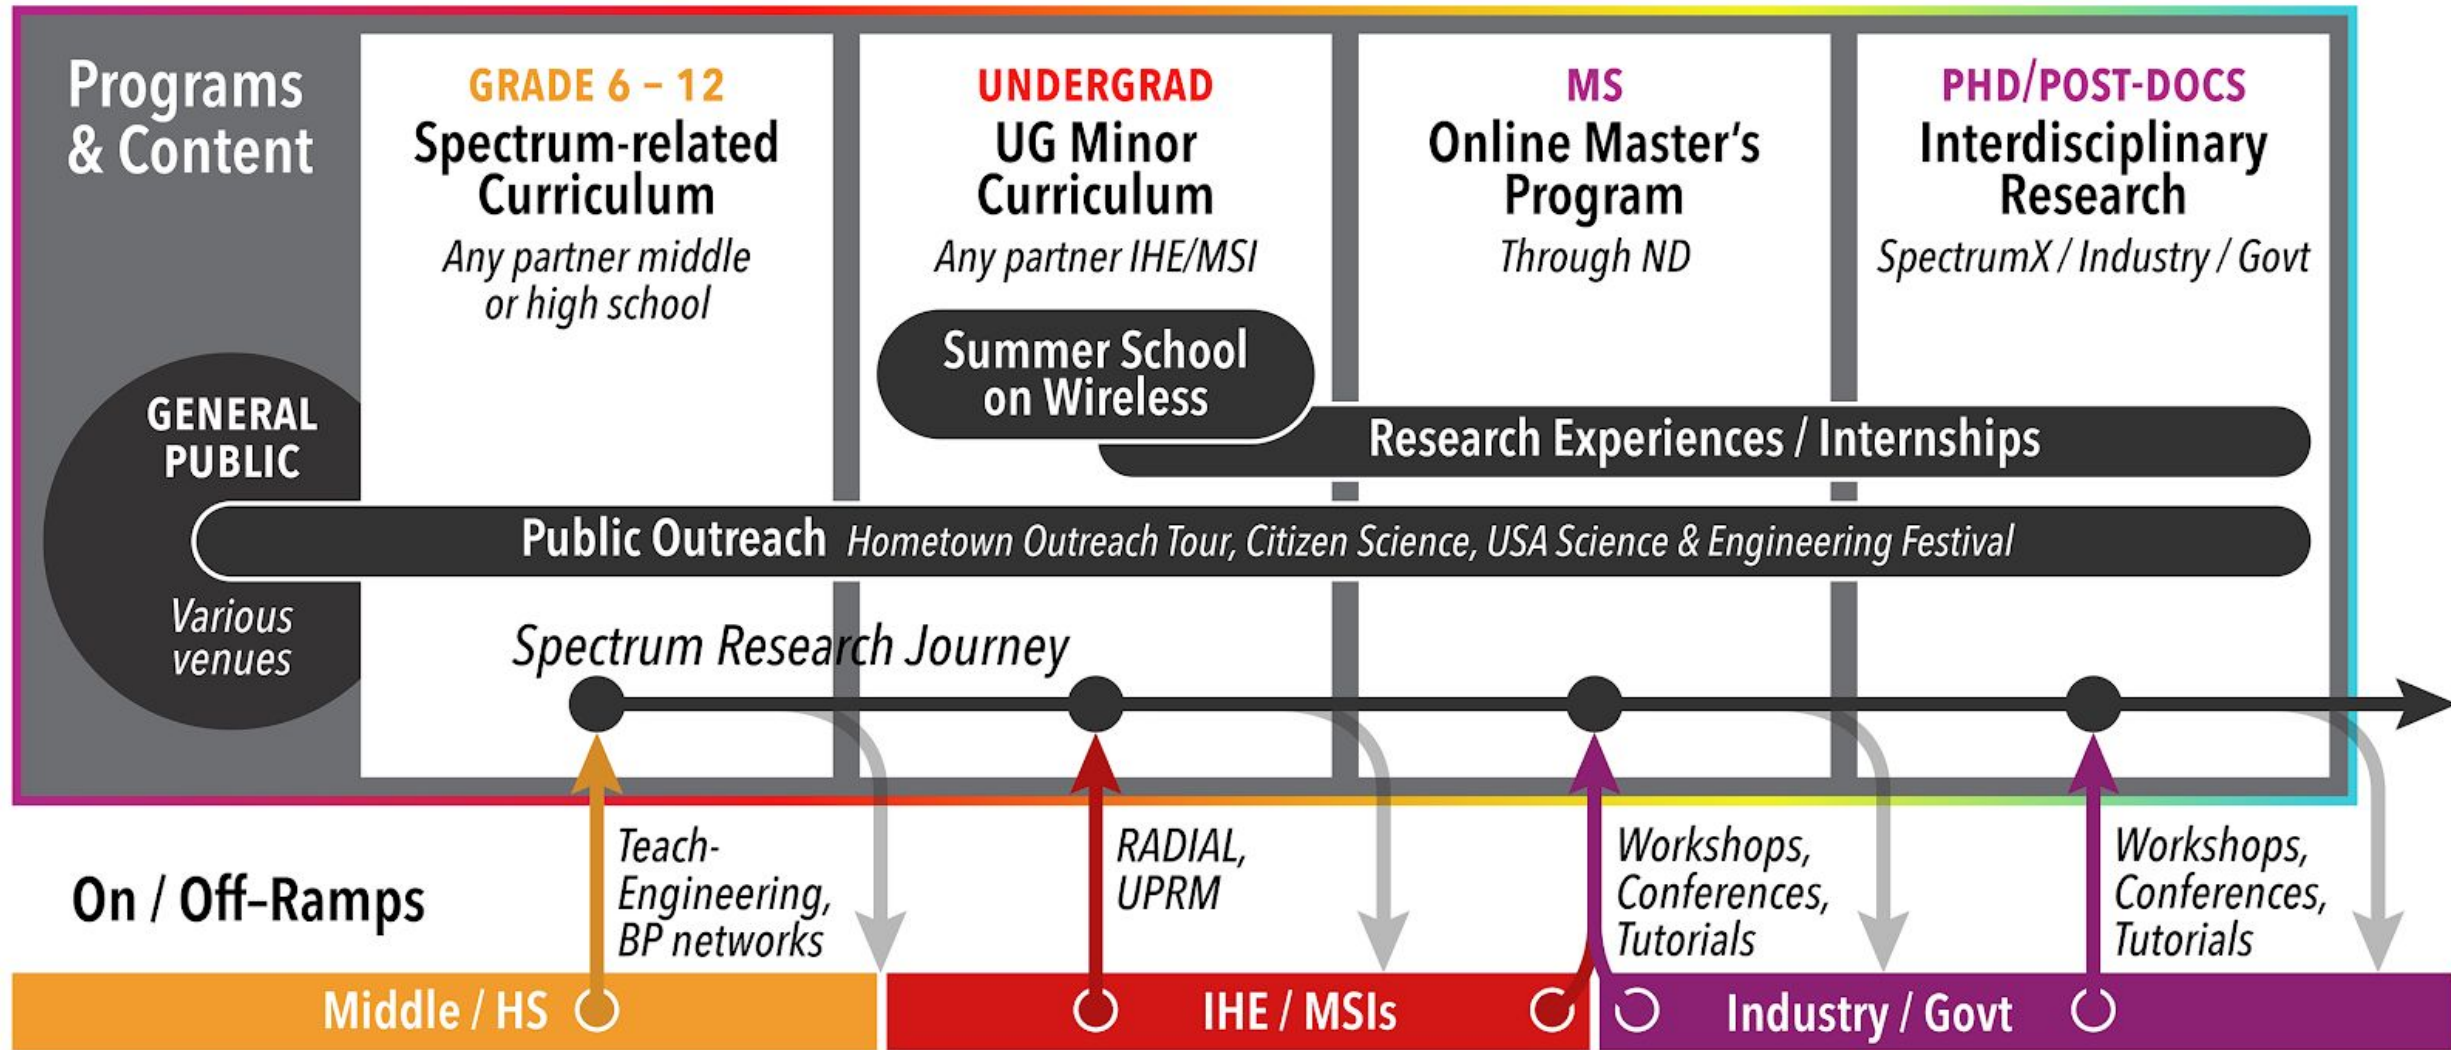 Programs
& Content
GRADE 6 – 12
Spectrum-related
Curriculum
Any partner middle
or high school
UNDERGRAD
UG Minor
Curriculum
Any partner IHE/MSI
MS
Online Master's
Program
Through ND
PHD/POST-DOCS
Interdisciplinary
Research
SpectrumX / Industry / Govt
Summer School
on Wireless
Research Experiences / Internships
GENERAL
PUBLIC
Public Outreach Hometown Outreach Tour, Citizen Science, USA Science & Engineering Festival
Various
venues
Spectrum Research Journey
On / Off–Ramps
Teach-
Engineering,
BP networks
RADIAL,
UPRM
Workshops,
Conferences,
Tutorials
Workshops,
Conferences,
Tutorials
Middle / HS
IHE / MSIs
Industry / Govt